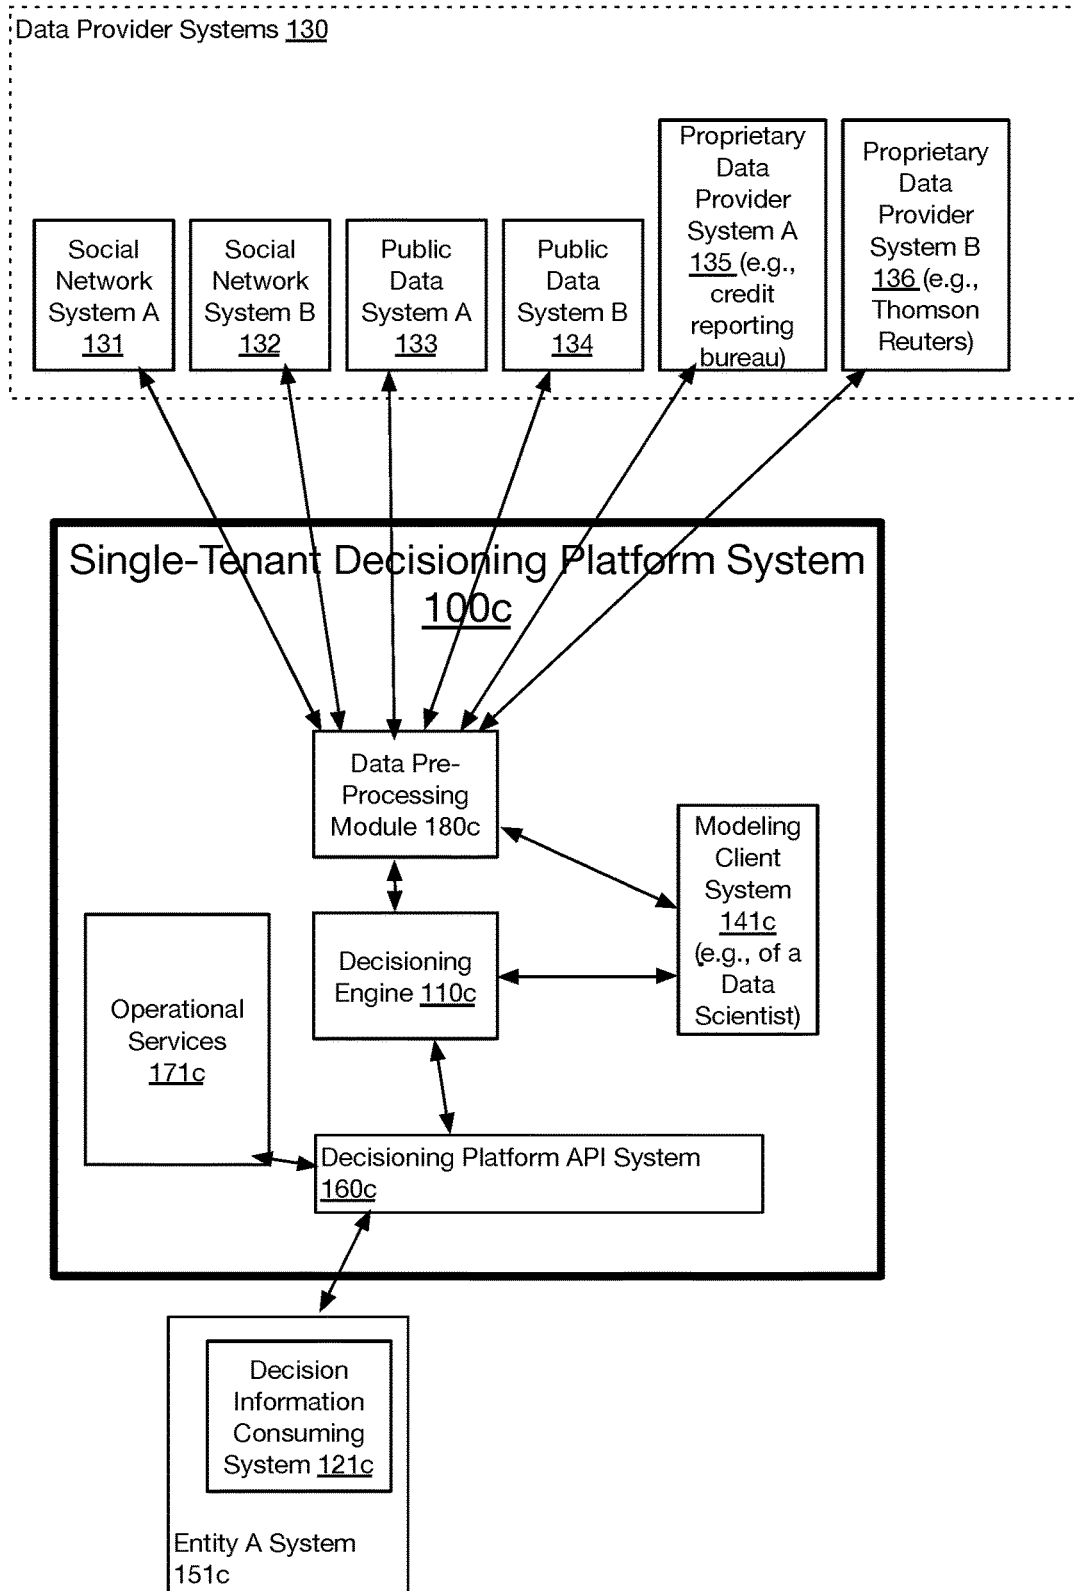 Data Provider Systems 130
Social
Network
System A
131
Social
Network
System B
132
Public
Data
System A
133
Public
Data
System B
134
Proprietary
Data
Provider
System A
135 (e.g.,
credit
reporting
bureau)
Proprietary
Data
Provider
System B
136 (e.g.,
Thomson
Reuters)
Single-Tenant Decisioning Platform System
100c
Data Pre-
Processing
Module 180c
Modeling
Client
System
141c
(e.g., of a
Data
Scientist)
Decisioning
Engine 110c
Operational
Services
171c
Decisioning Platform API System
160c
Decision
Information
Consuming
System 121c
Entity A System
151c